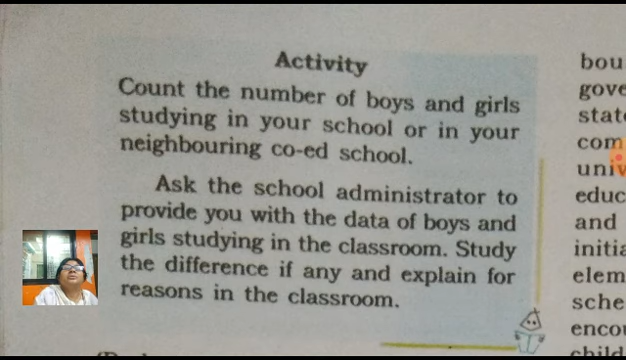 Activity
Count the number of boys and girls
studying in your school or in your
neighbouring co-ed school.
Ask the school administrator to
provide you with the data of boys and
girls studying in the classroom. Study
the difference if any and explain for
reasons in the classroom.
bou
gove
state
com
univ
educ
and
initia
elem
sche
encou
child